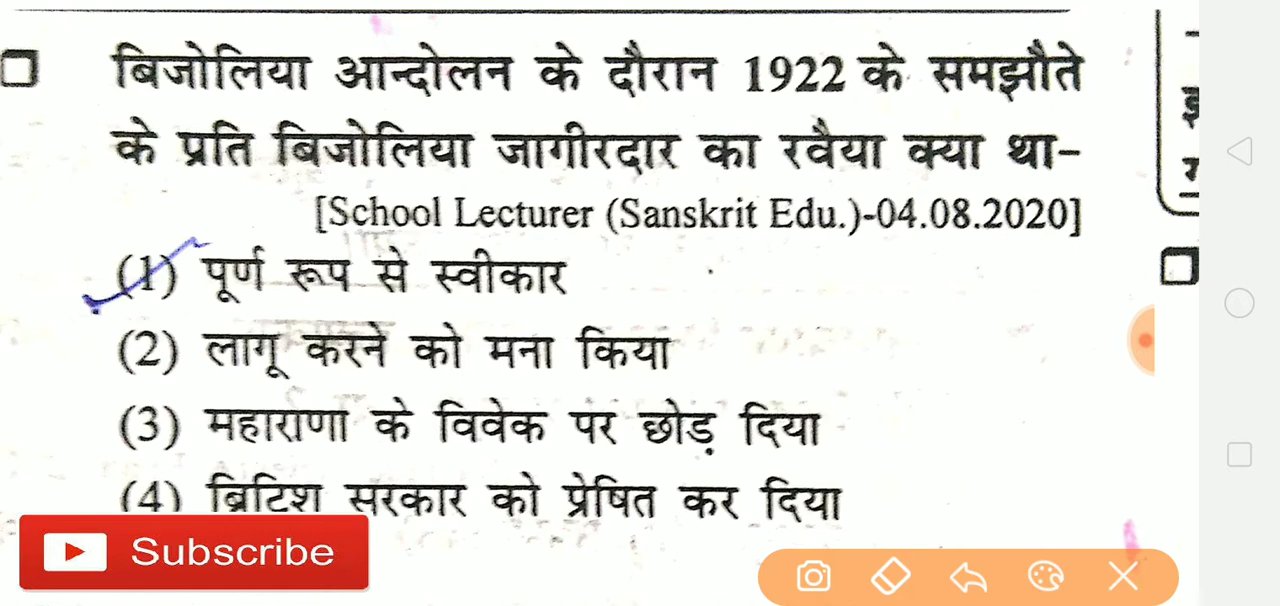 बिजोलिया आन्दोलन के दौरान 1922 के समझौते
के प्रति बिजोलिया जागीरदार का रवैया क्या था-
[School Lecturer (Sanskrit Edu.)-04.08.2020]
(1) पूर्ण रूप से स्वीकार
(2) लागू करने को मना किया
(3) महाराणा के विवेक पर छोड़ दिया
(4) ब्रिटिश सरकार को प्रेषित कर दिया
Subscribe